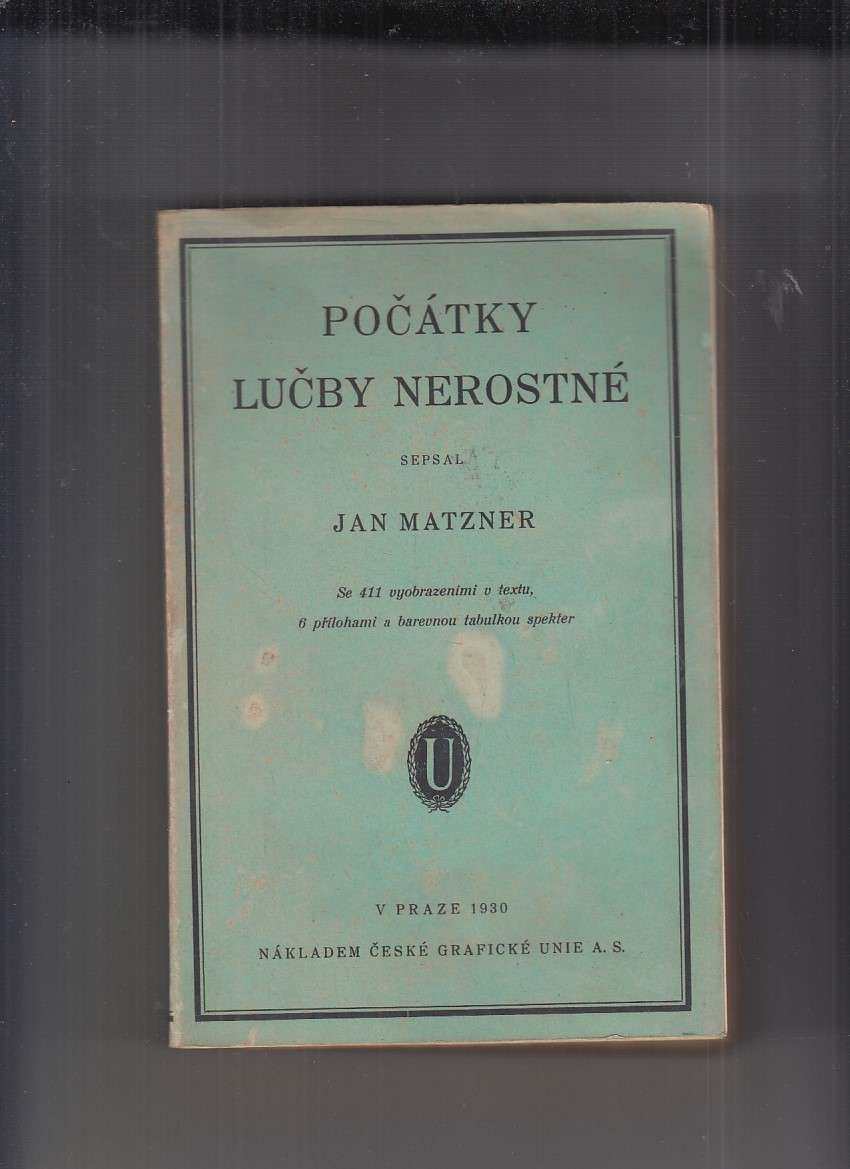 POČÁTKY
LUČBY NEROSTNÉ
SEPSAL
JAN MATZNER
Se 411 vyobrazeními v textu,
6 přílohami a barevnou tabulkou spekter
U
V PRAZE 1930
NÁKLADEM ČESKÉ GRAFICKÉ UNIE A. S.